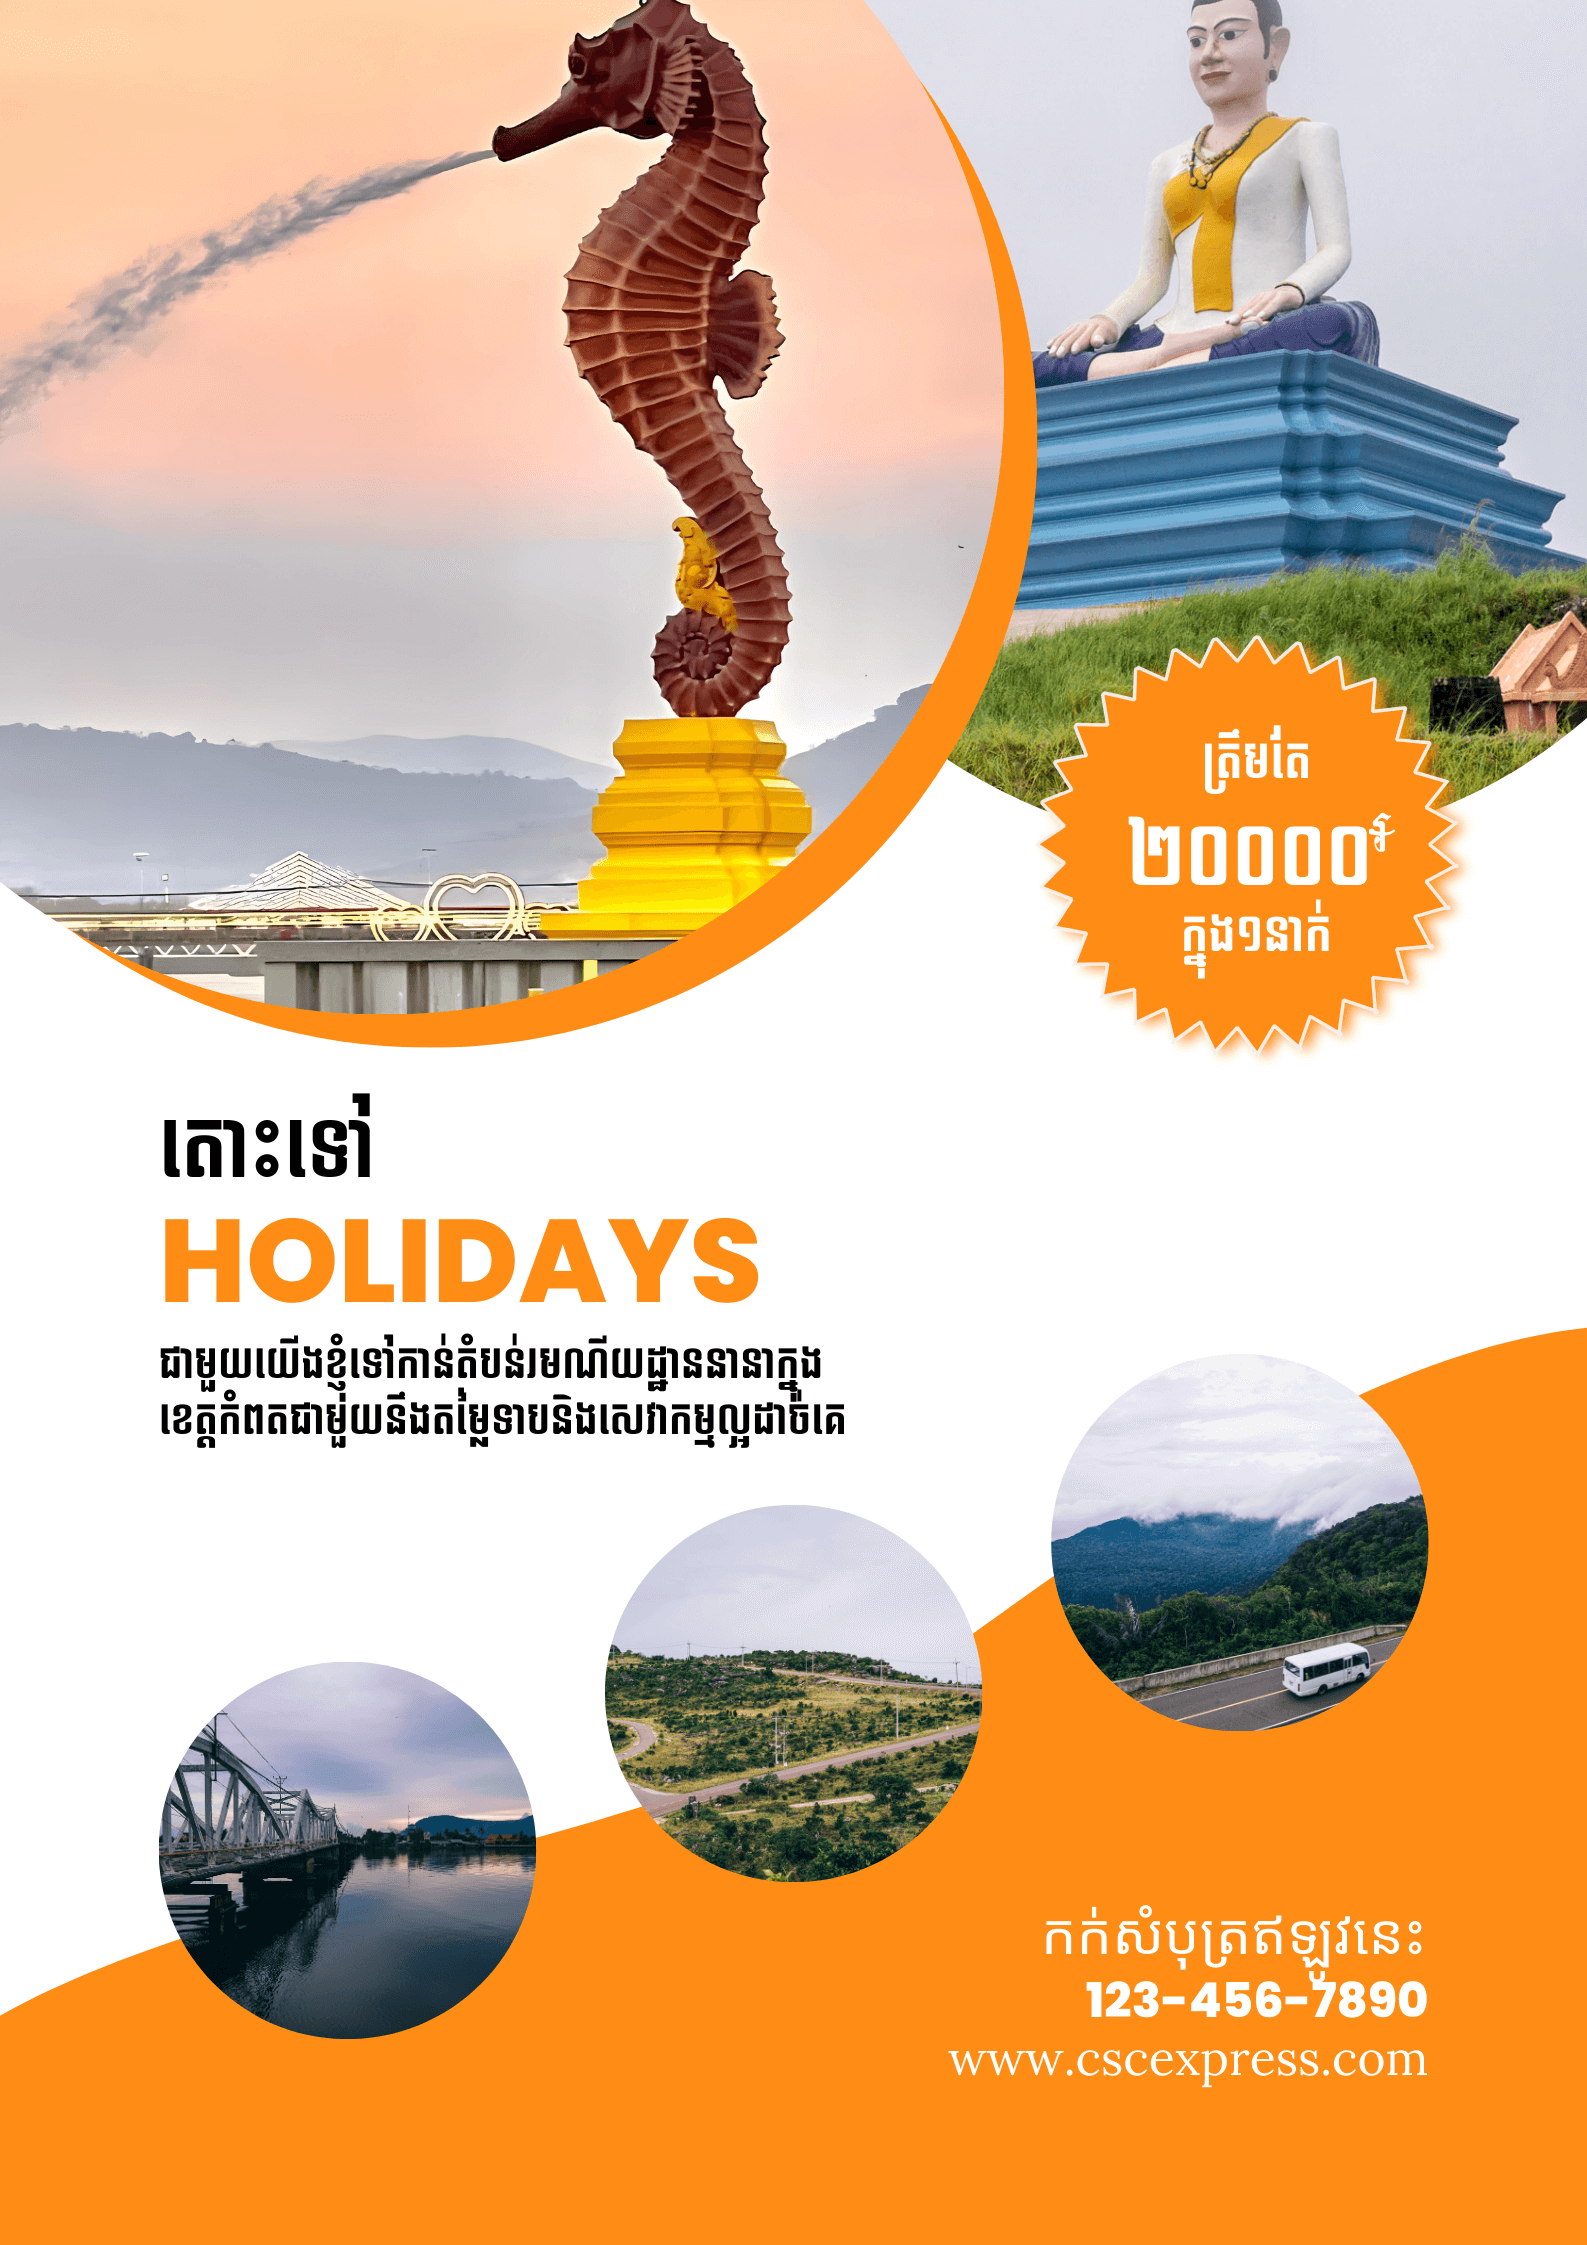 ត្រឹមតែ
២០០០០៛
ក្នុង១នាក់
តោះទៅ
HOLIDAYS
ជាមួយយើងខ្ញុំទៅកាន់តំបន់រមណីយដ្ឋាននានាក្នុង
ខេត្តកំពតជាមួយនឹងតម្លៃទាបនិងសេវាកម្មល្អដាច់គេ
កក់សំបុត្រឥឡូវនេះ
123-456-7890
www.cscexpress.com